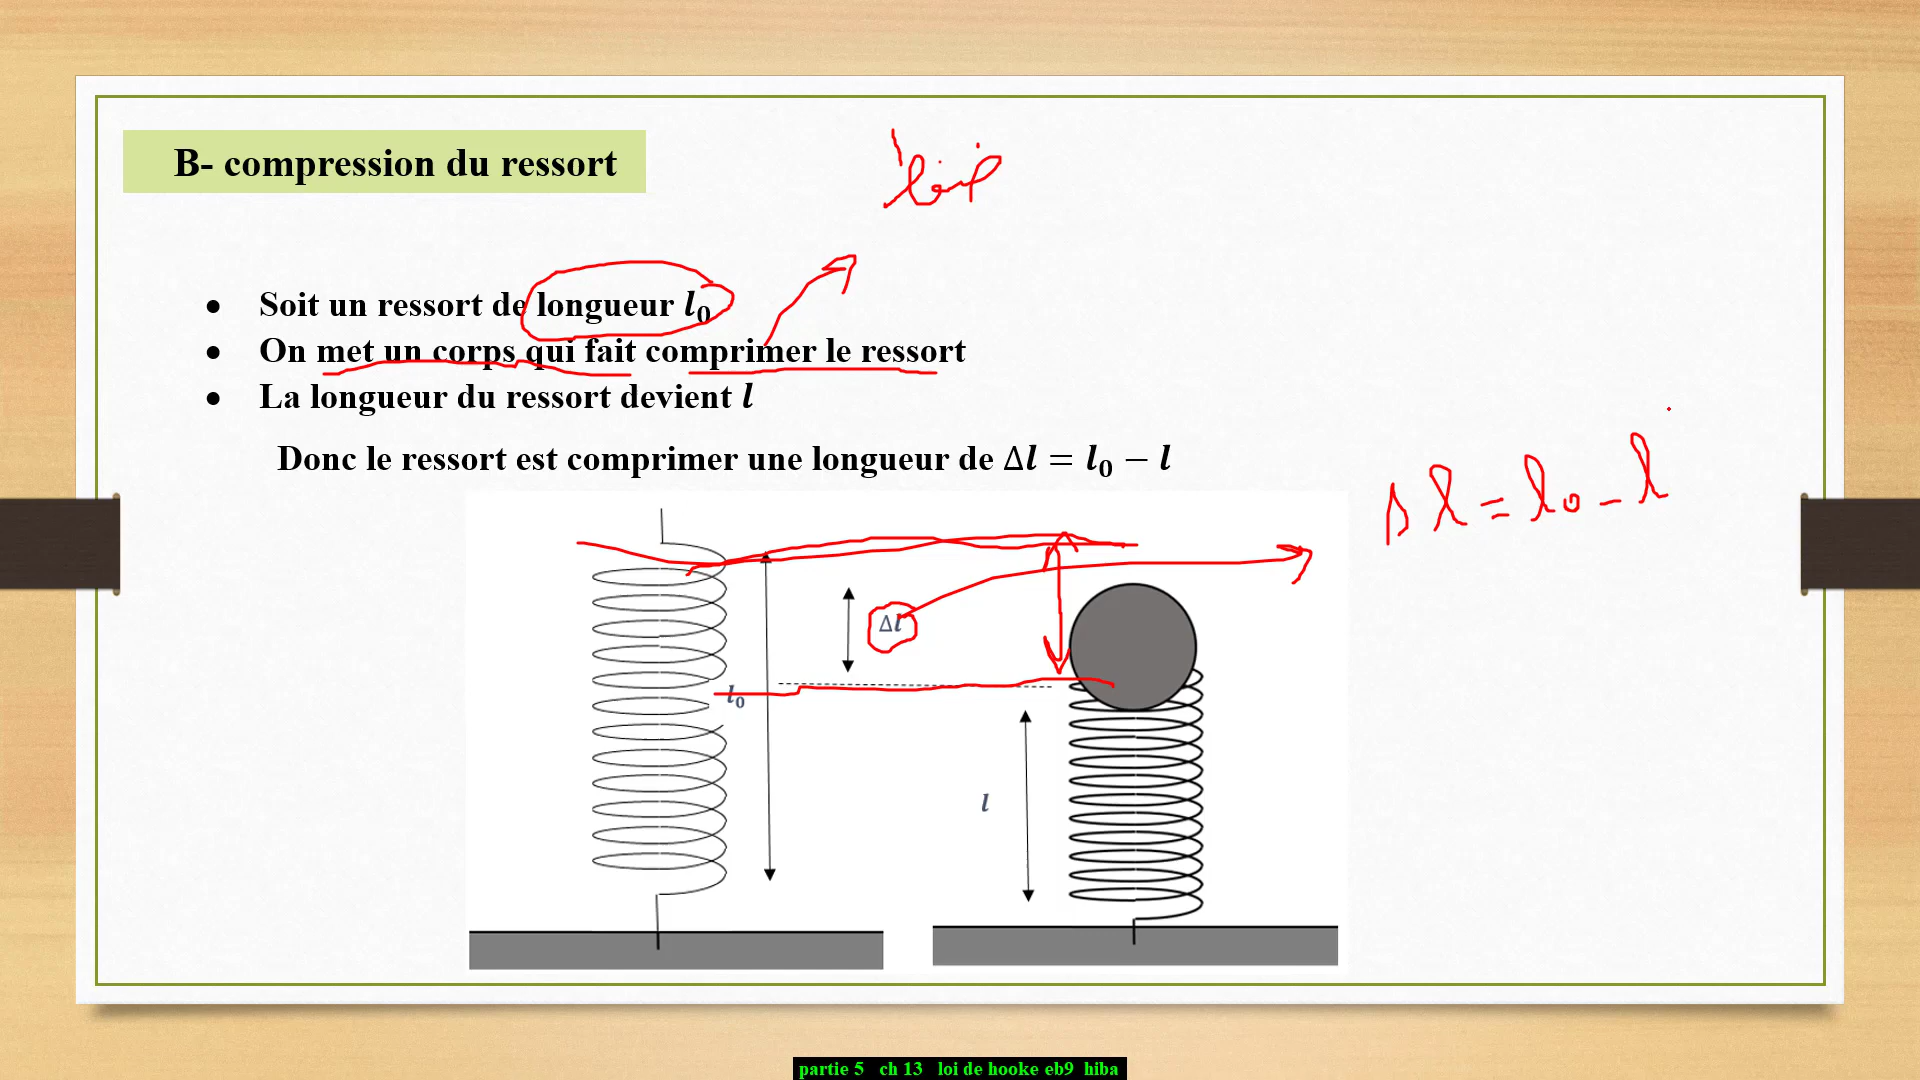 B- compression du ressort
• Soit un ressort de longueur l₀
• On met un corps qui fait comprimer le ressort
• La longueur du ressort devient l
Donc le ressort est comprimer une longueur de Δl = l₀ − l
Δl = l₀ − l
Δl
l₀
l
partie 5 ch 13 loi de hooke eb9 hiba